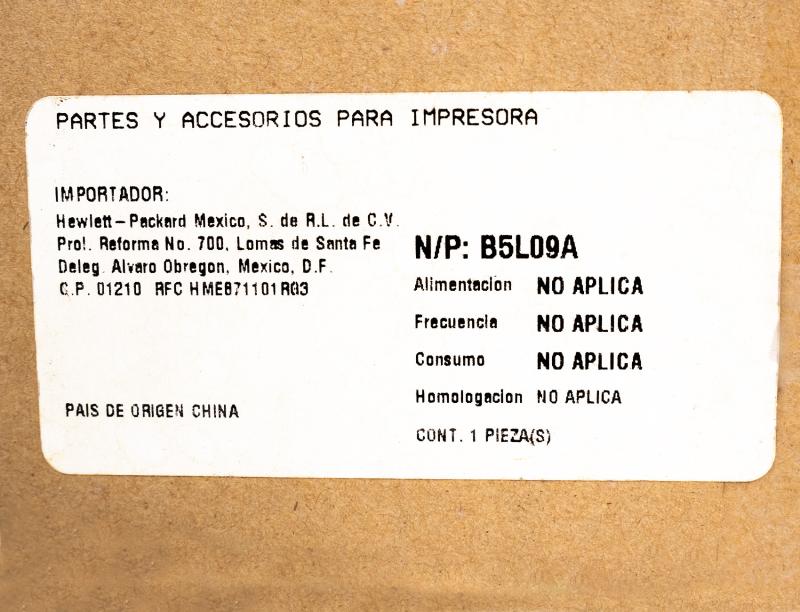 PARTES Y ACCESORIOS PARA IMPRESORA
IMPORTADOR:
Hewlett-Packard Mexico, S. de R.L. de C.V.
Prol. Reforma No. 700, Lomas de Santa Fe
Deleg. Alvaro Obregon, Mexico, D.F.
C.P. 01210 RFC HME871101RG3
PAIS DE ORIGEN CHINA
N/P: B5L09A
Alimentacion NO APLICA
Frecuencia NO APLICA
Consumo NO APLICA
Homologacion NO APLICA
CONT. 1 PIEZA(S)